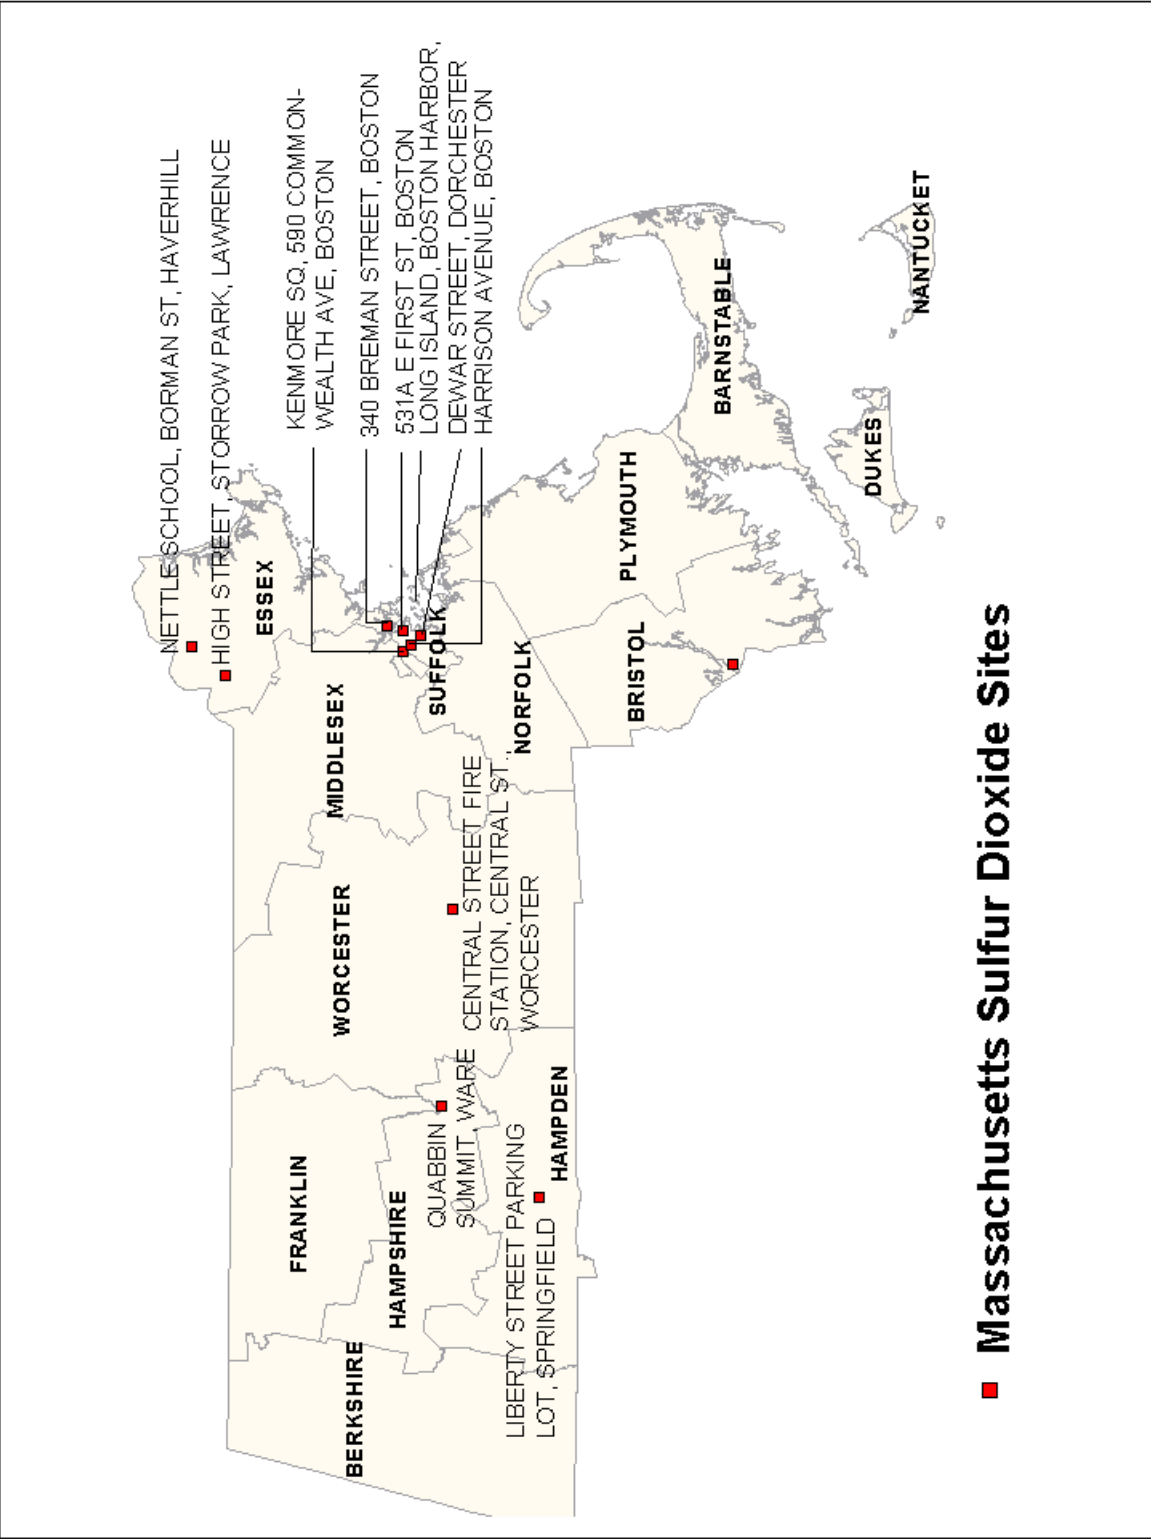 NETTLE SCHOOL, BORMAN ST, HAVERHILL
HIGH STREET, STORROW PARK, LAWRENCE
KENMORE SQ, 590 COMMON-
WEALTH AVE, BOSTON
340 BREMAN STREET, BOSTON
531A E FIRST ST, BOSTON
LONG ISLAND, BOSTON HARBOR,
DEWAR STREET, DORCHESTER
HARRISON AVENUE, BOSTON
ESSEX
MIDDLESEX
SUFFOLK
NORFOLK
WORCESTER
CENTRAL STREET FIRE
STATION, CENTRAL ST.,
WORCESTER
FRANKLIN
HAMPSHIRE
QUABBIN
SUMMIT, WARE
BERKSHIRE
LIBERTY STREET PARKING
LOT, SPRINGFIELD
HAMPDEN
BRISTOL
PLYMOUTH
BARNSTABLE
DUKES
NANTUCKET
Massachusetts Sulfur Dioxide Sites